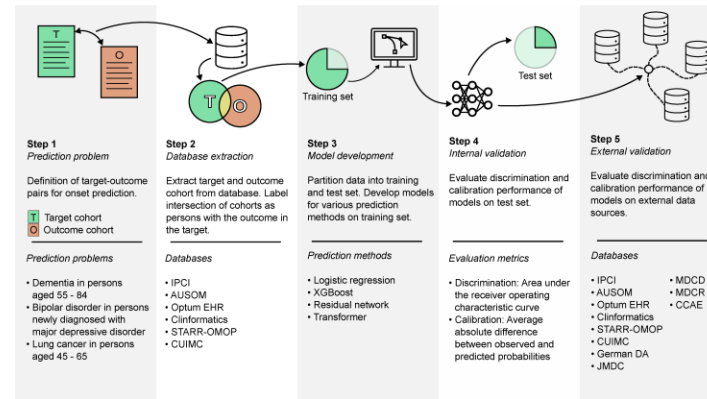 T
O
T
O
Training set
Test set
Step 1
Prediction problem
Definition of target-outcome
pairs for onset prediction.
T Target cohort
O Outcome cohort
Prediction problems
• Dementia in persons
aged 55 - 84
• Bipolar disorder in persons
newly diagnosed with
major depressive disorder
• Lung cancer in persons
aged 45 - 65
Step 2
Database extraction
Extract target and outcome
cohort from database. Label
intersection of cohorts as
persons with the outcome in
the target.
Databases
• IPCI
• AUSOM
• Optum EHR
• Clinformatics
• STARR-OMOP
• CUIMC
Step 3
Model development
Partition data into training
and test set. Develop models
for various prediction
methods on training set.
Prediction methods
• Logistic regression
• XGBoost
• Residual network
• Transformer
Step 4
Internal validation
Evaluate discrimination and
calibration performance of
models on test set.
Evaluation metrics
• Discrimination: Area under
the receiver operating
characteristic curve
• Calibration: Average
absolute difference
between observed and
predicted probabilities
Step 5
External validation
Evaluate discrimination and
calibration performance of
models on external data
sources.
Databases
• IPCI
• AUSOM
• Optum EHR
• Clinformatics
• STARR-OMOP
• CUIMC
• German DA
• JMDC
• MDCD
• MDCR
• CCAE